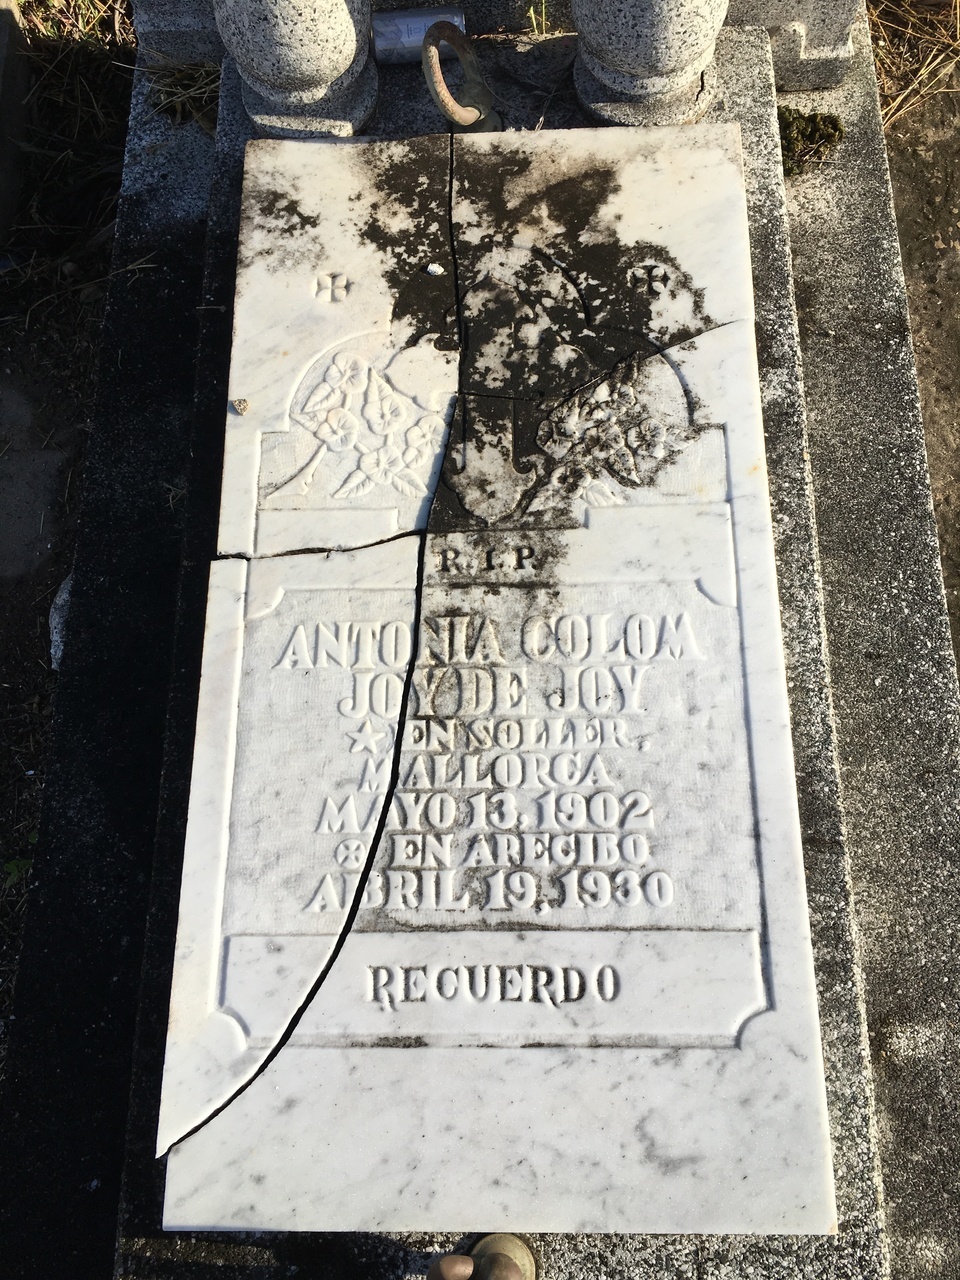 R.I.P.
ANTONIA COLOM
JOY DE JOY
EN SOLLER,
MALLORCA
MAYO 13, 1902
EN ARECIBO
ABRIL 19, 1930
RECUERDO